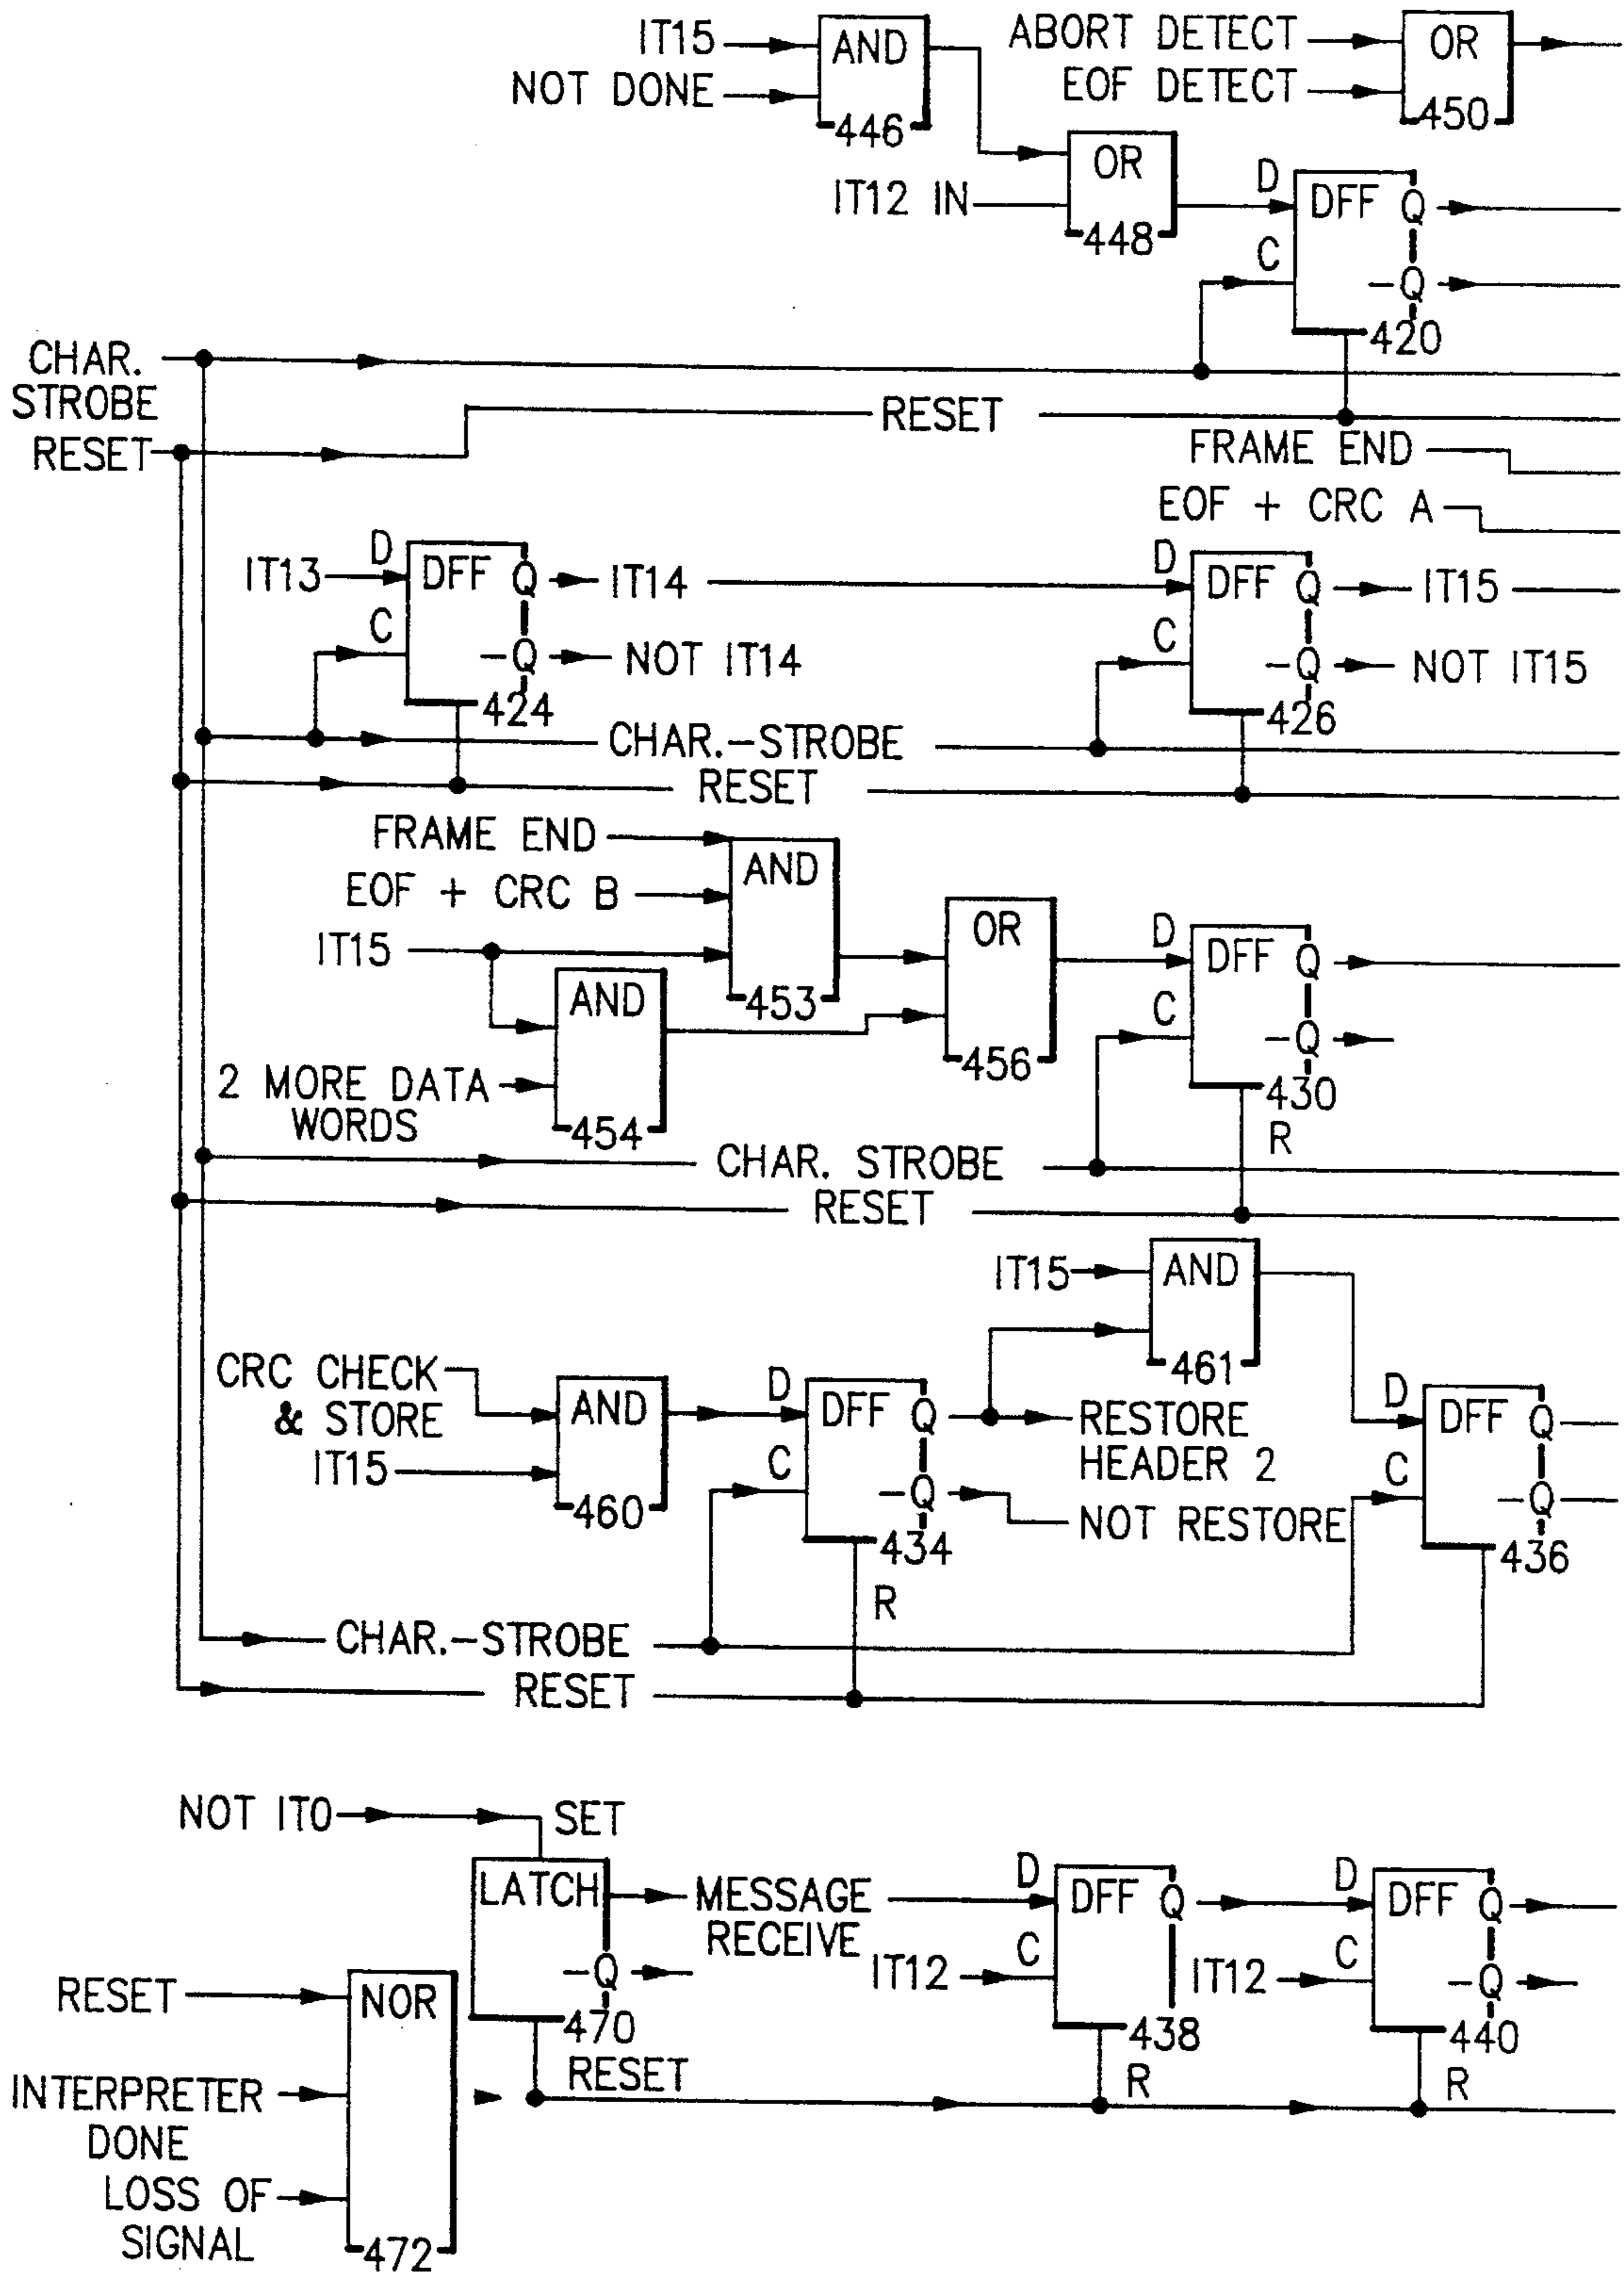 IT15
AND
ABORT DETECT
OR
NOT DONE
EOF DETECT
446
450
OR
IT12 IN
448
D
DFF
Q
C
-Q
420
CHAR.
STROBE
RESET
RESET
FRAME END
EOF + CRC A
D
IT13
DFF
Q
IT14
D
DFF
Q
IT15
C
-Q
NOT IT14
C
-Q
NOT IT15
424
426
CHAR.-STROBE
RESET
FRAME END
AND
EOF + CRC B
IT15
453
OR
D
DFF
Q
AND
C
-Q
456
2 MORE DATA
WORDS
454
430
R
CHAR. STROBE
RESET
IT15
AND
461
CRC CHECK
& STORE
IT15
AND
460
D
DFF
Q
RESTORE
HEADER 2
C
-Q
NOT RESTORE
434
R
D
DFF
Q
C
-Q
436
CHAR.-STROBE
RESET
NOT IT0
SET
LATCH
MESSAGE
RECEIVE
D
DFF
Q
D
DFF
Q
-Q
IT12
C
IT12
C
-Q
RESET
NOR
470
438
440
RESET
R
R
INTERPRETER
DONE
LOSS OF
SIGNAL
472